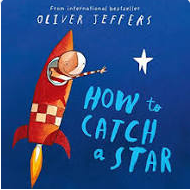 From international bestseller
OLIVER JEFFERS
HOW to
CATCH
a STAR